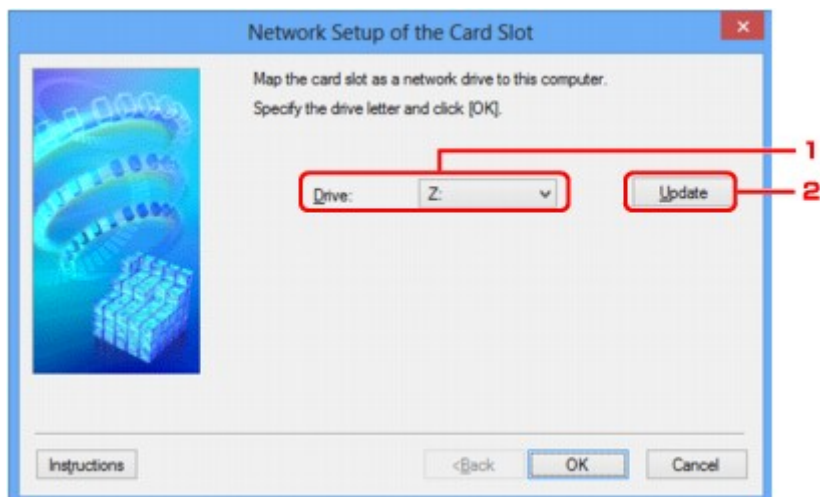 Network Setup of the Card Slot
Map the card slot as a network drive to this computer.
Specify the drive letter and click [OK].
1
Drive: Z: Update
2
Instructions <Back OK Cancel